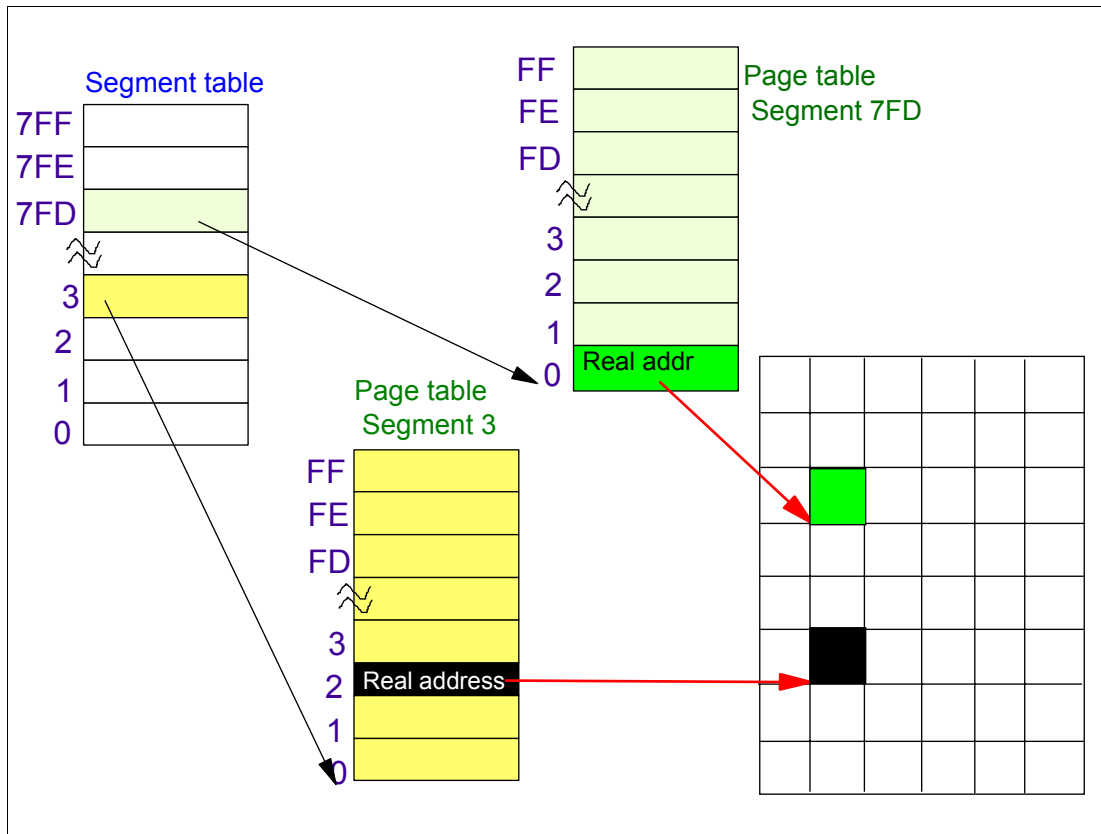 Segment table
7FF
7FE
7FD
3
2
1
0
FF
FE
FD
3
2
1
0
Real addr
Page table
Segment 7FD
Page table
Segment 3
FF
FE
FD
3
2
1
0
Real address